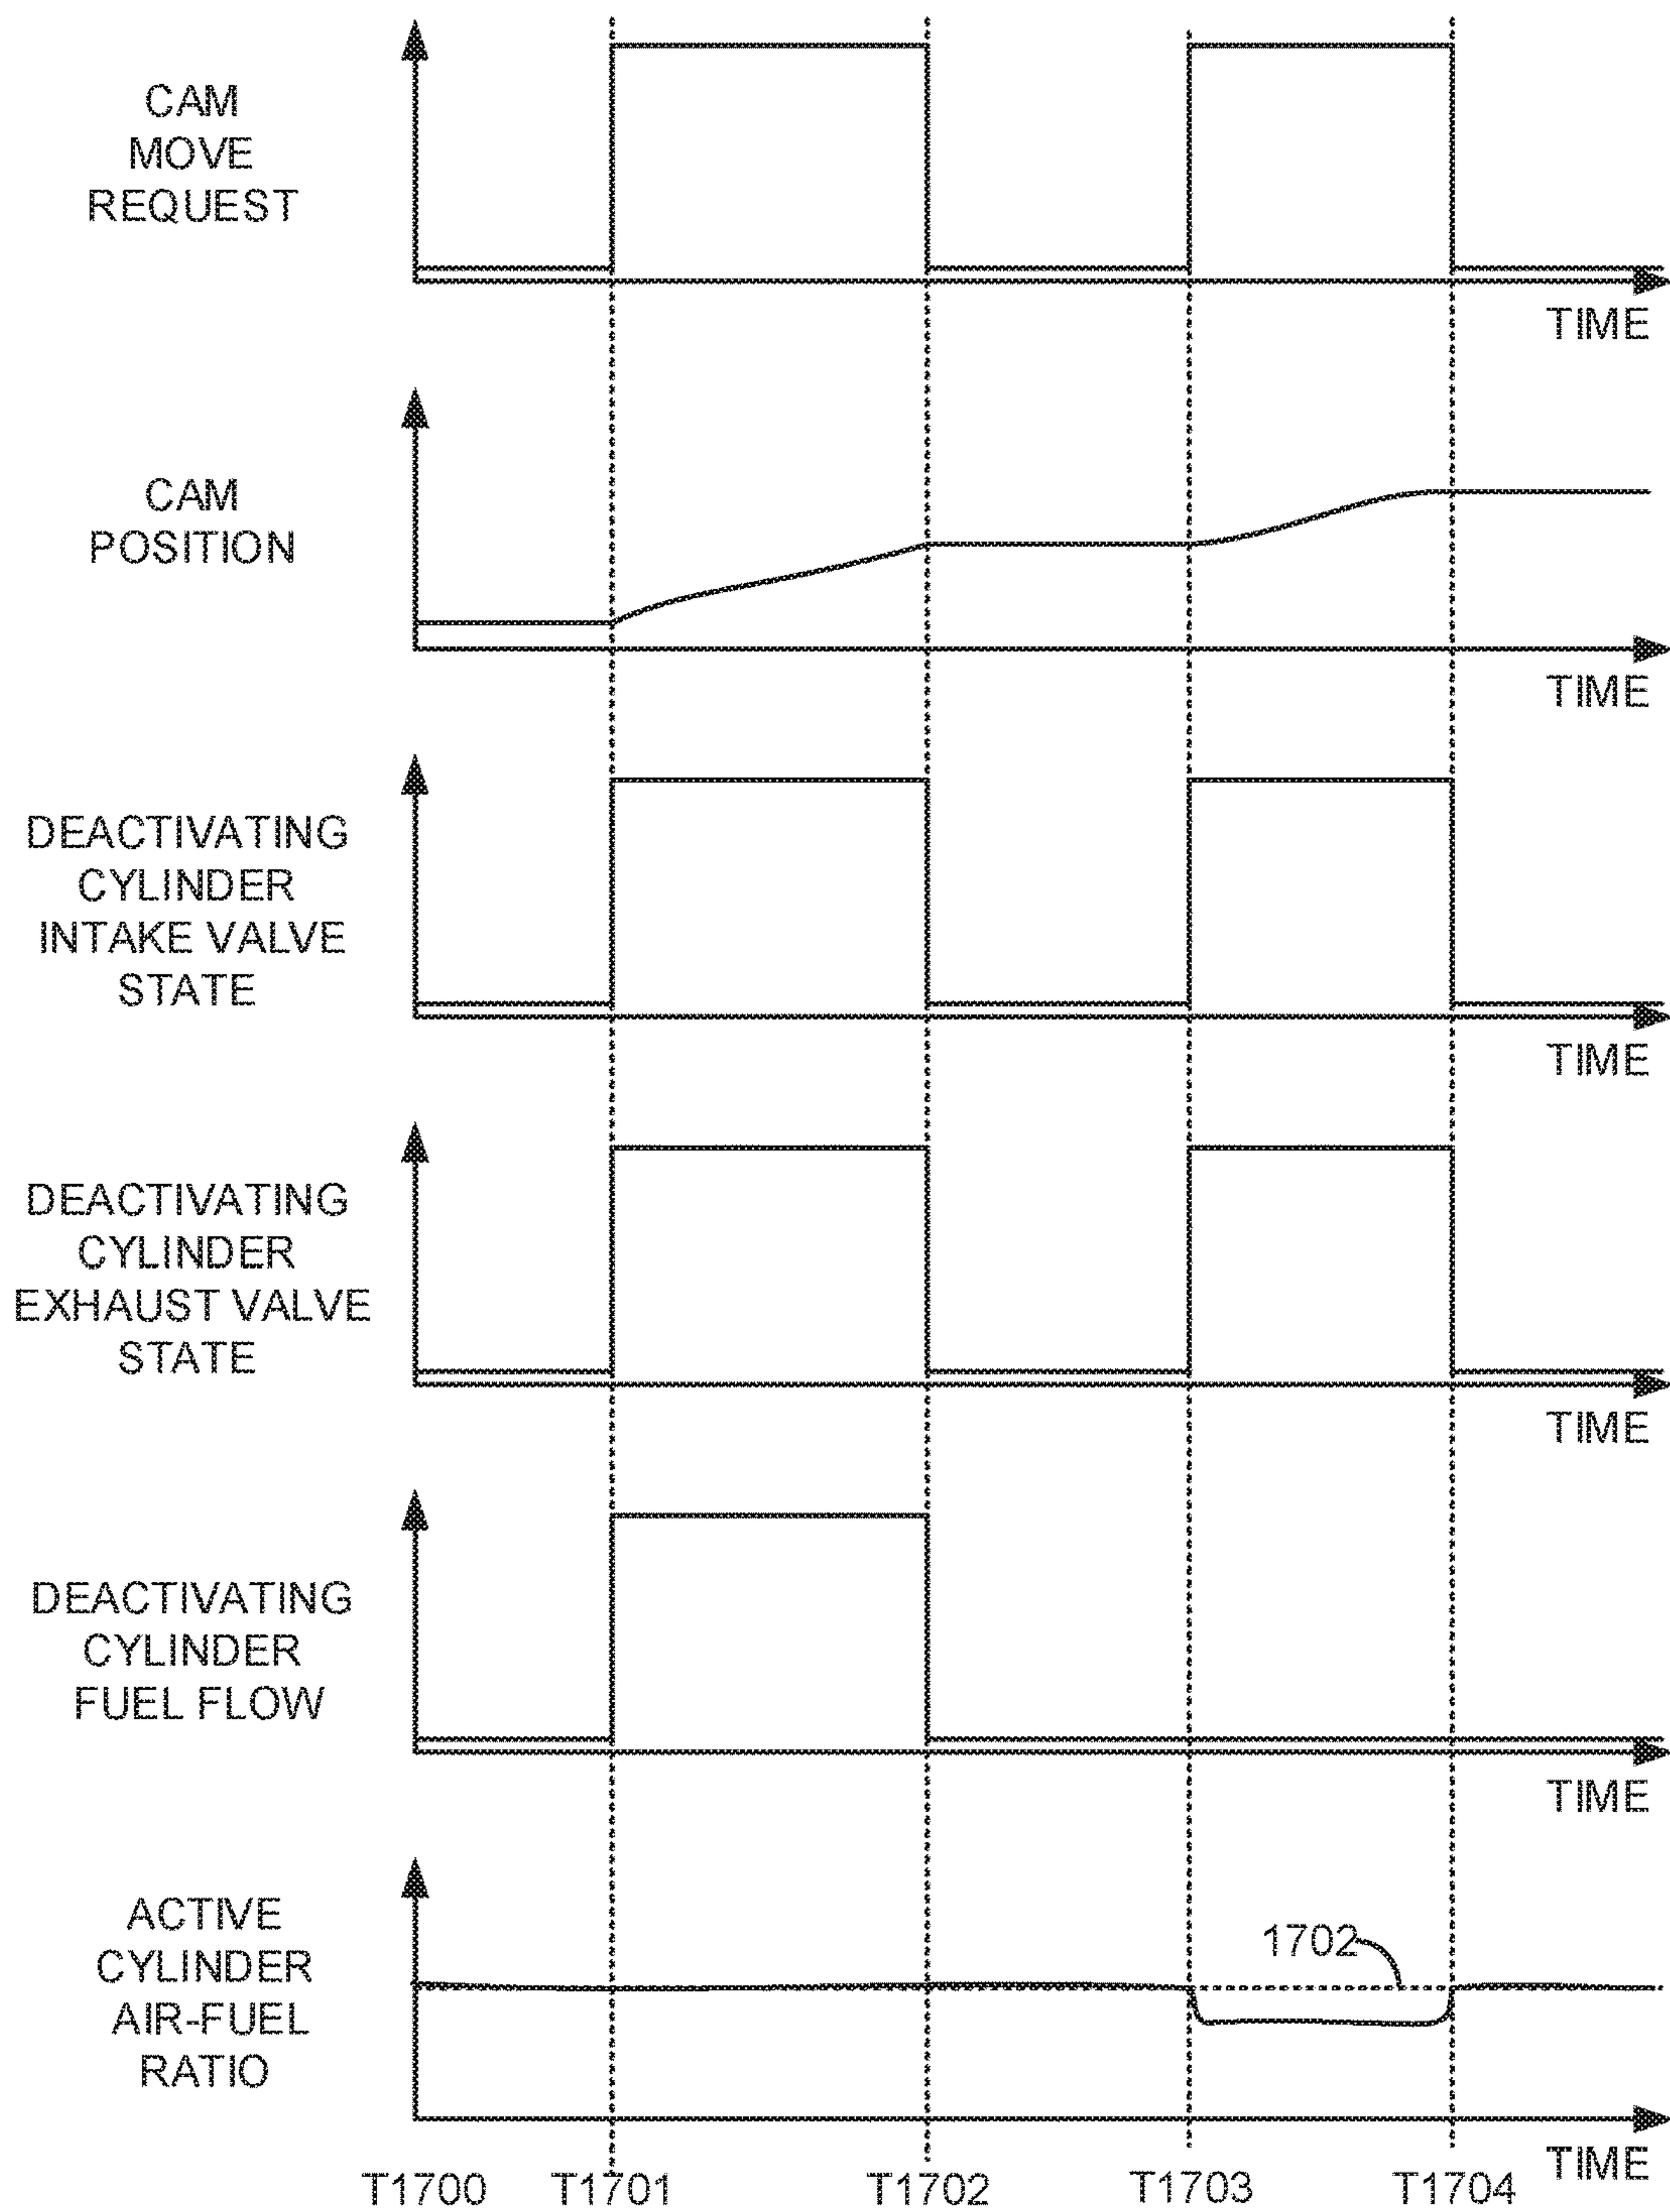 CAM
MOVE
REQUEST
TIME
CAM
POSITION
TIME
DEACTIVATING
CYLINDER
INTAKE VALVE
STATE
TIME
DEACTIVATING
CYLINDER
EXHAUST VALVE
STATE
TIME
DEACTIVATING
CYLINDER
FUEL FLOW
TIME
ACTIVE
CYLINDER
AIR-FUEL
RATIO
1702
TIME
T1700 T1701 T1702 T1703 T1704